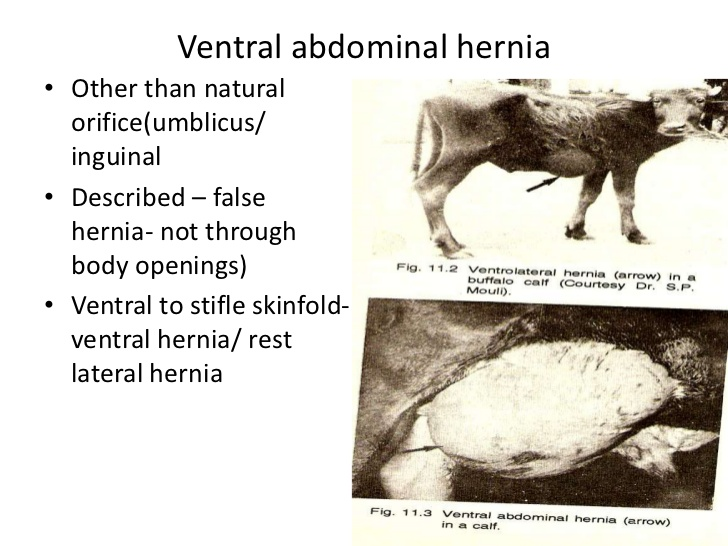 Ventral abdominal hernia
• Other than natural
orifice(umblicus/
inguinal
• Described – false
hernia- not through
body openings)
• Ventral to stifle skinfold-
ventral hernia/ rest
lateral hernia
Fig. 11.2 Ventrolateral hernia (arrow) in a
buffalo calf (Courtesy Dr. S.P.
Mouli).
Fig. 11.3 Ventral abdominal hernia (arrow)
in a calf.